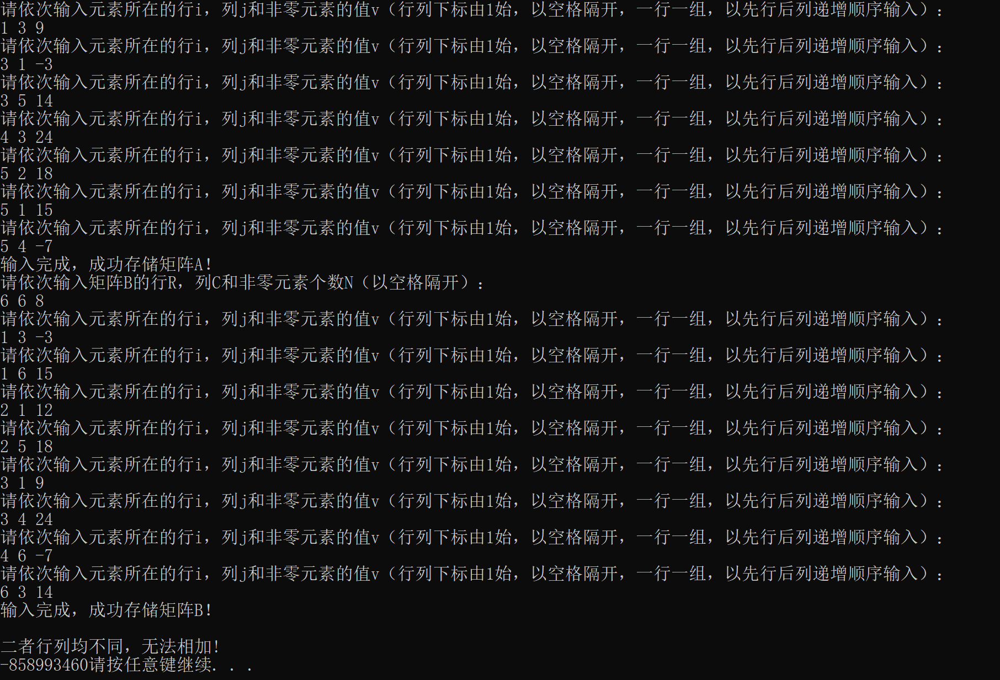 请依次输入元素所在的行i，列j和非零元素的值v（行列下标由1始，以空格隔开，一行一组，以先行后列递增顺序输入）：
1 3 9
请依次输入元素所在的行i，列j和非零元素的值v（行列下标由1始，以空格隔开，一行一组，以先行后列递增顺序输入）：
3 1 -3
请依次输入元素所在的行i，列j和非零元素的值v（行列下标由1始，以空格隔开，一行一组，以先行后列递增顺序输入）：
3 5 14
请依次输入元素所在的行i，列j和非零元素的值v（行列下标由1始，以空格隔开，一行一组，以先行后列递增顺序输入）：
4 3 24
请依次输入元素所在的行i，列j和非零元素的值v（行列下标由1始，以空格隔开，一行一组，以先行后列递增顺序输入）：
5 2 18
请依次输入元素所在的行i，列j和非零元素的值v（行列下标由1始，以空格隔开，一行一组，以先行后列递增顺序输入）：
5 1 15
请依次输入元素所在的行i，列j和非零元素的值v（行列下标由1始，以空格隔开，一行一组，以先行后列递增顺序输入）：
5 4 -7
输入完成，成功存储矩阵A!
请依次输入矩阵B的行R，列C和非零元素个数N（以空格隔开）：
6 6 8
请依次输入元素所在的行i，列j和非零元素的值v（行列下标由1始，以空格隔开，一行一组，以先行后列递增顺序输入）：
1 3 -3
请依次输入元素所在的行i，列j和非零元素的值v（行列下标由1始，以空格隔开，一行一组，以先行后列递增顺序输入）：
1 6 15
请依次输入元素所在的行i，列j和非零元素的值v（行列下标由1始，以空格隔开，一行一组，以先行后列递增顺序输入）：
2 1 12
请依次输入元素所在的行i，列j和非零元素的值v（行列下标由1始，以空格隔开，一行一组，以先行后列递增顺序输入）：
2 5 18
请依次输入元素所在的行i，列j和非零元素的值v（行列下标由1始，以空格隔开，一行一组，以先行后列递增顺序输入）：
3 1 9
请依次输入元素所在的行i，列j和非零元素的值v（行列下标由1始，以空格隔开，一行一组，以先行后列递增顺序输入）：
3 4 24
请依次输入元素所在的行i，列j和非零元素的值v（行列下标由1始，以空格隔开，一行一组，以先行后列递增顺序输入）：
4 6 -7
请依次输入元素所在的行i，列j和非零元素的值v（行列下标由1始，以空格隔开，一行一组，以先行后列递增顺序输入）：
6 3 14
输入完成，成功存储矩阵B!
二者行列均不同，无法相加!
-858993460请按任意键继续. . .